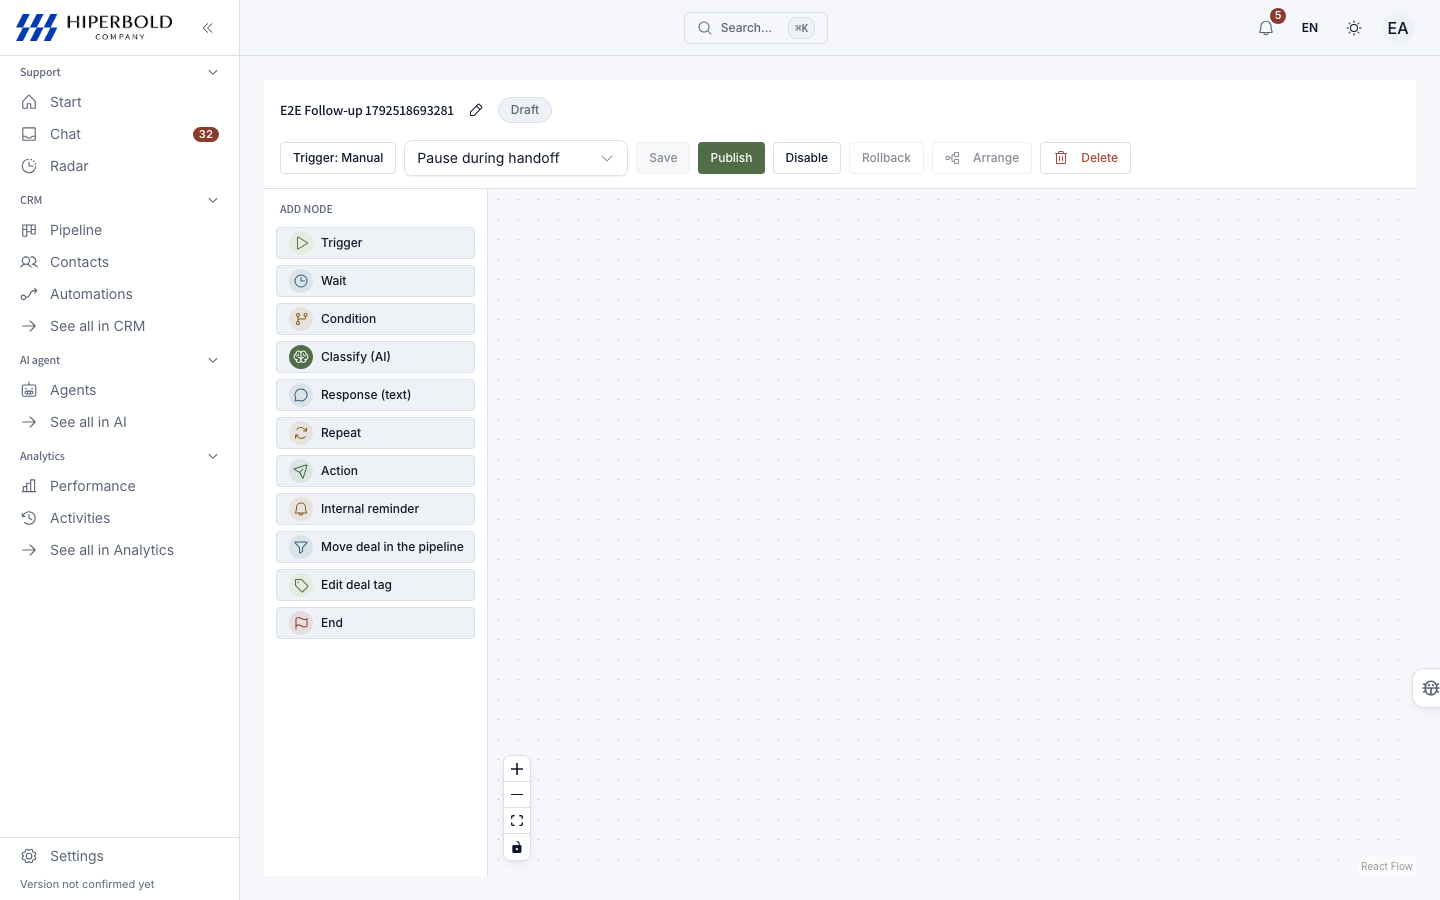 HIPERBOLD
COMPANY
Search...
⌘K
5
EN
EA
Support
Start
Chat
32
Radar
CRM
Pipeline
Contacts
Automations
See all in CRM
AI agent
Agents
See all in AI
Analytics
Performance
Activities
See all in Analytics
Settings
Version not confirmed yet
E2E Follow-up 1792518693281
Draft
Trigger: Manual
Pause during handoff
Save
Publish
Disable
Rollback
Arrange
Delete
ADD NODE
Trigger
Wait
Condition
Classify (AI)
Response (text)
Repeat
Action
Internal reminder
Move deal in the pipeline
Edit deal tag
End
React Flow